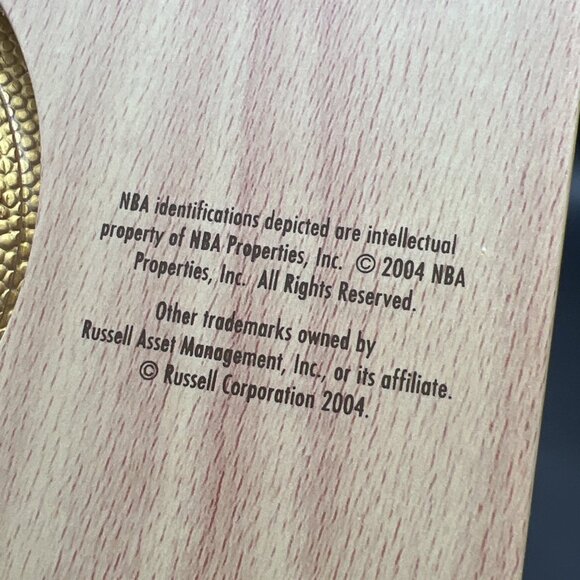 NBA identifications depicted are intellectual
property of NBA Properties, Inc. © 2004 NBA
Properties, Inc. All Rights Reserved.
Other trademarks owned by
Russell Asset Management, Inc., or its affiliate.
© Russell Corporation 2004.